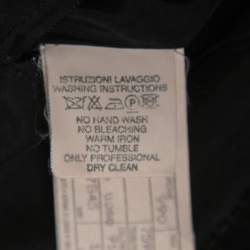 ISTRUZIONI LAVAGGIO
WASHING INSTRUCTIONS
P
NO HAND WASH
NO BLEACHING
WARM IRON
NO TUMBLE
ONLY PROFESSIONAL
DRY CLEAN